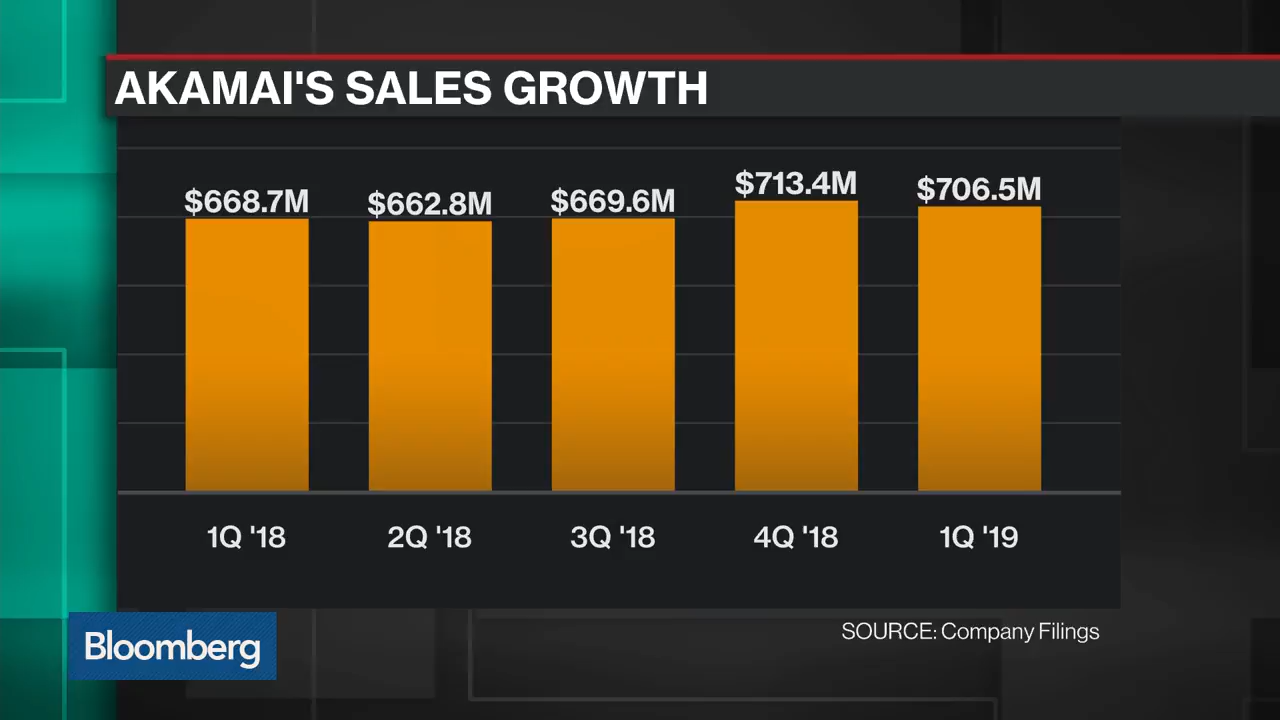 AKAMAI'S SALES GROWTH
$668.7M $662.8M $669.6M $713.4M $706.5M
1Q '18 2Q '18 3Q '18 4Q '18 1Q '19
SOURCE: Company Filings
Bloomberg